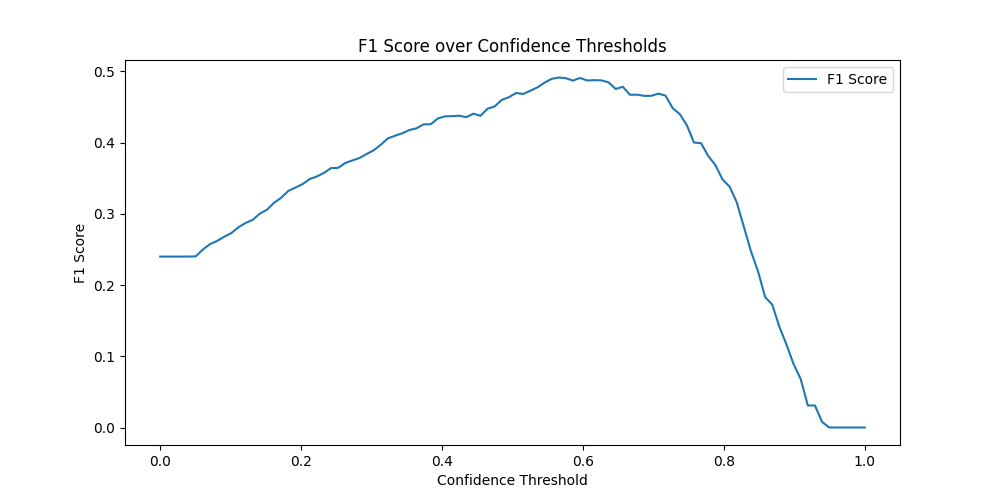 F1 Score over Confidence Thresholds
F1 Score
0.5
0.4
0.3
0.2
0.1
0.0
F1 Score
0.0 0.2 0.4 0.6 0.8 1.0
Confidence Threshold